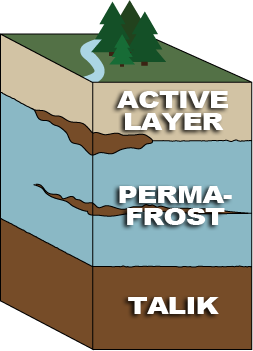 ACTIVE
LAYER
PERMA-
FROST
TALIK